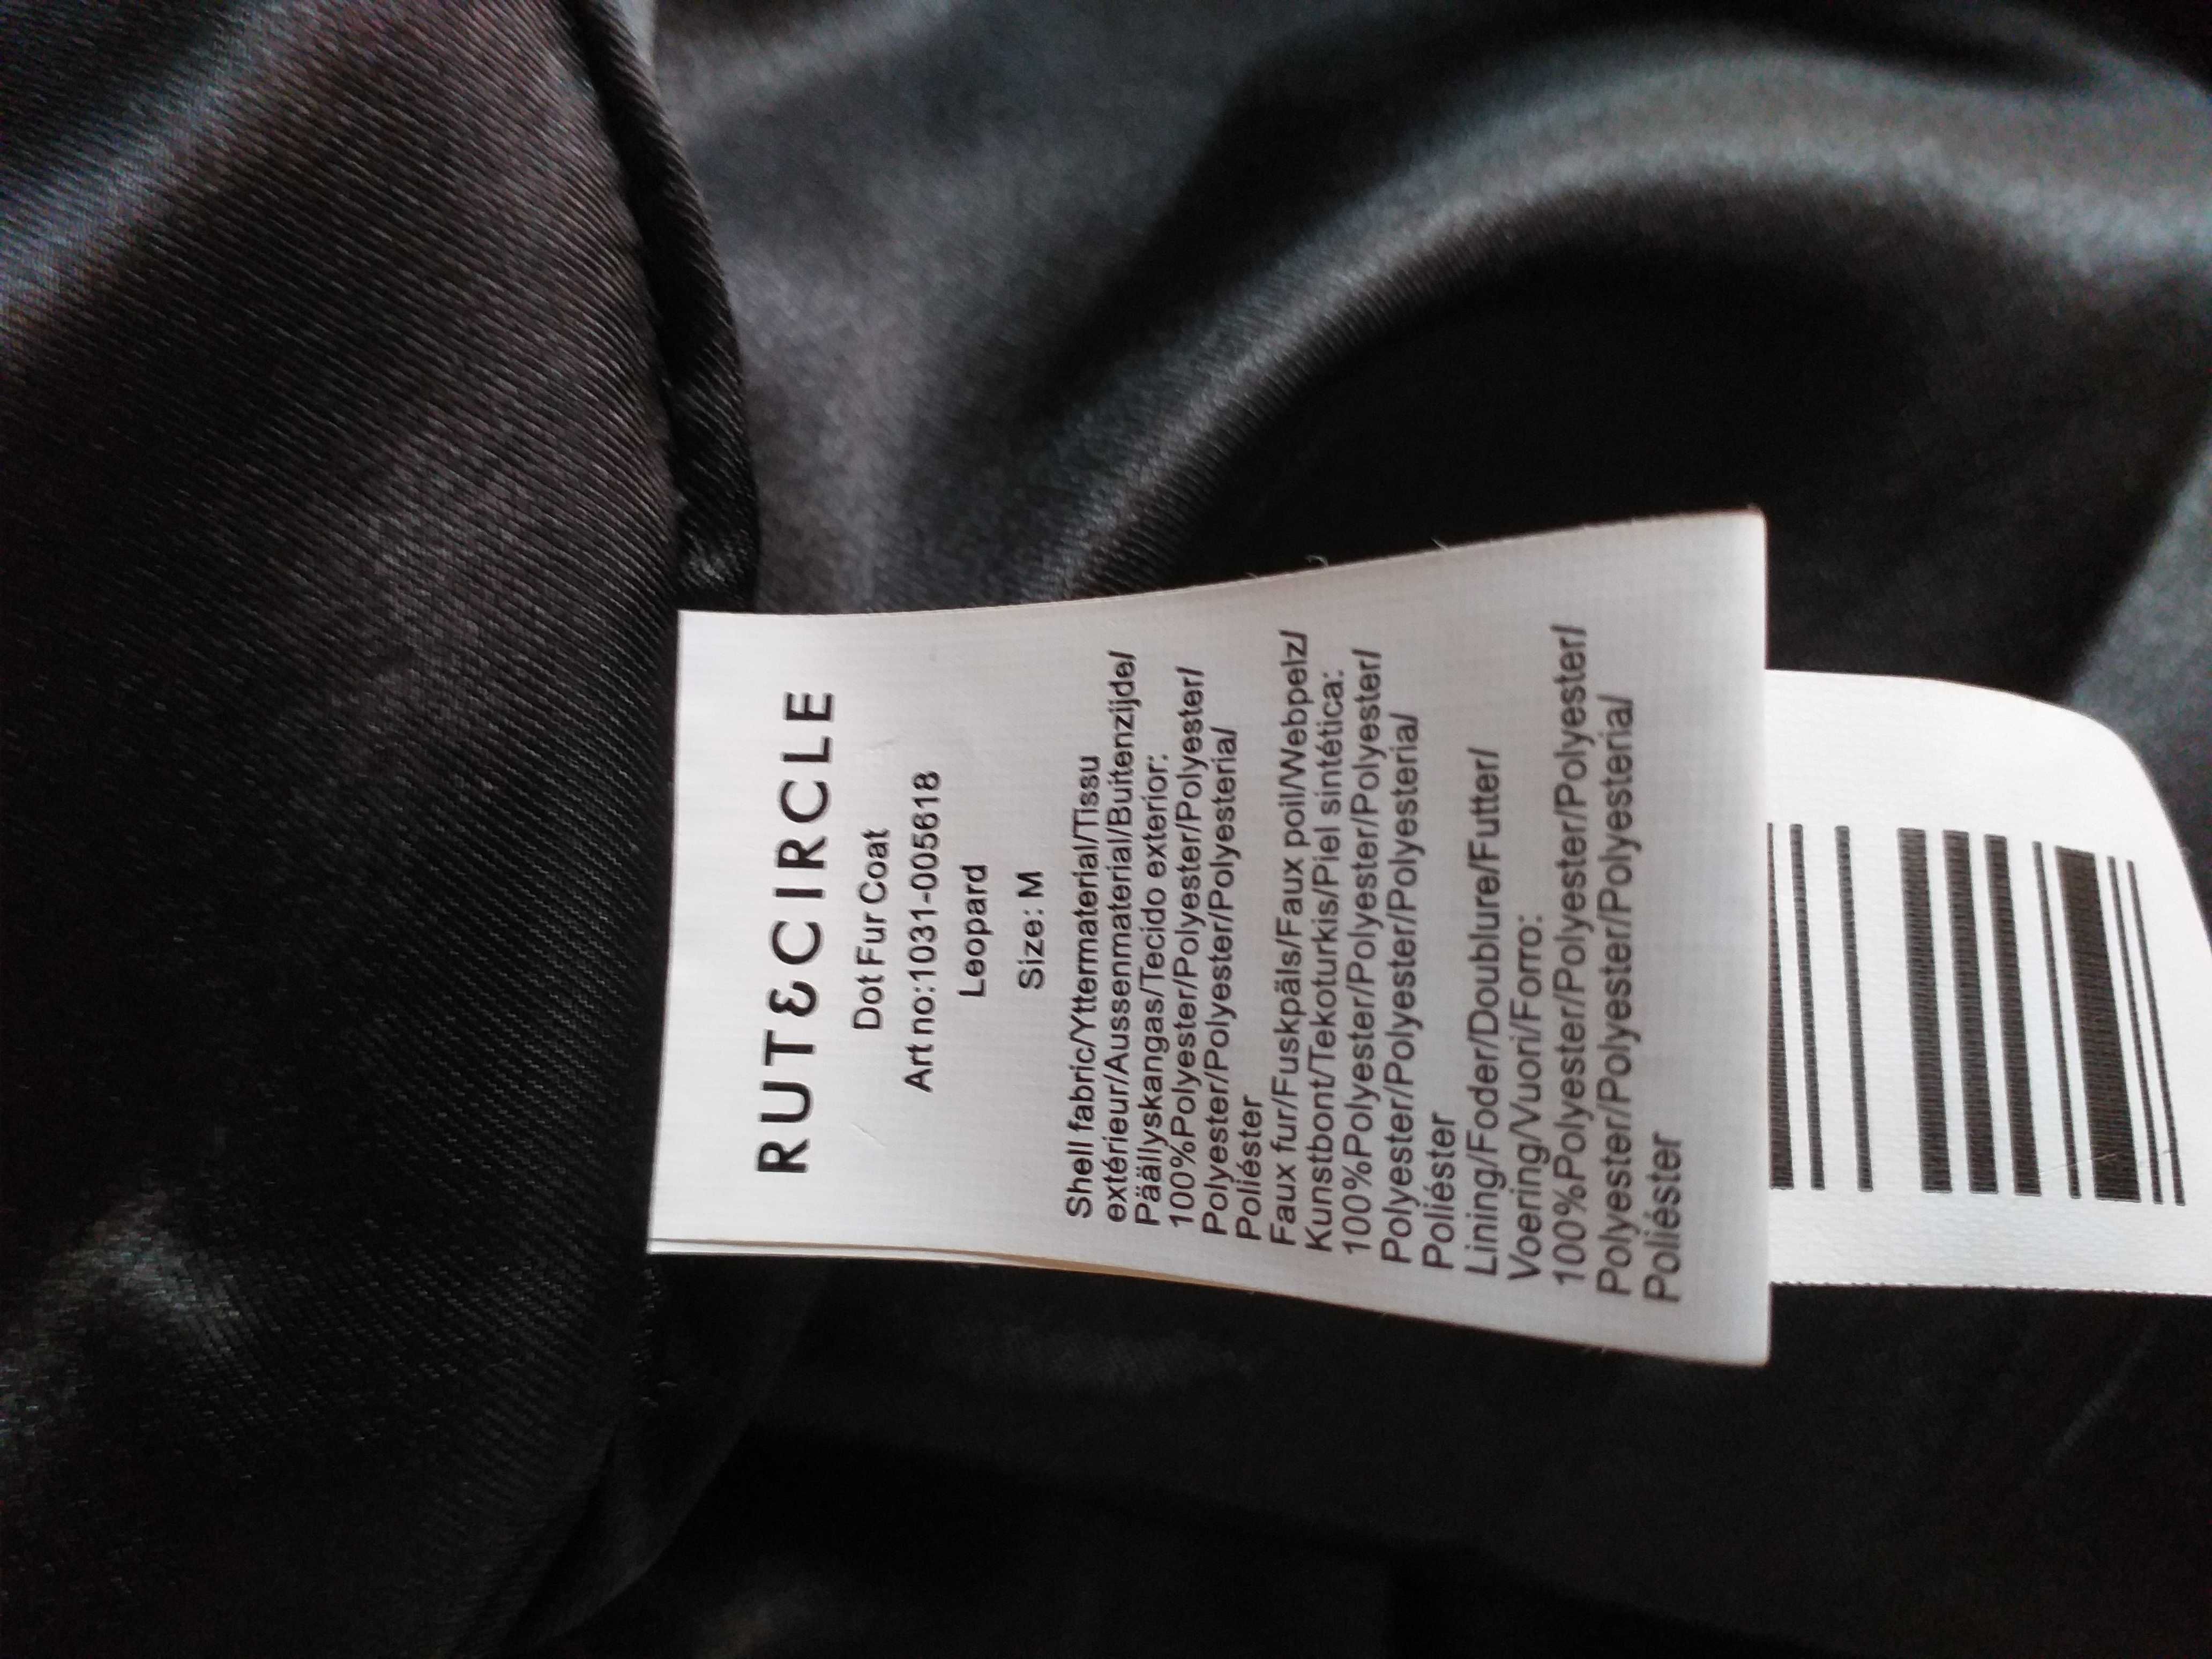 RUT&CIRCLE
Dot Fur Coat
Art no:1031-005618
Leopard
Size: M
Shell fabric/Yttermaterial/Tissu
extérieur/Aussenmaterial/Buitenzijde/
Päällyskangas/Tecido exterior:
100%Polyester/Polyester/Polyester/
Polyester/Polyester/Polyesteria/
Poliéster
Faux fur/Fuskpäls/Faux poil/Webpelz/
Kunstbont/Tekoturkis/Piel sintética:
100%Polyester/Polyester/Polyester/
Polyester/Polyester/Polyesteria/
Poliéster
Lining/Foder/Doublure/Futter/
Voering/Vuori/Forro:
100%Polyester/Polyester/Polyester/
Polyester/Polyester/Polyesteria/
Poliéster